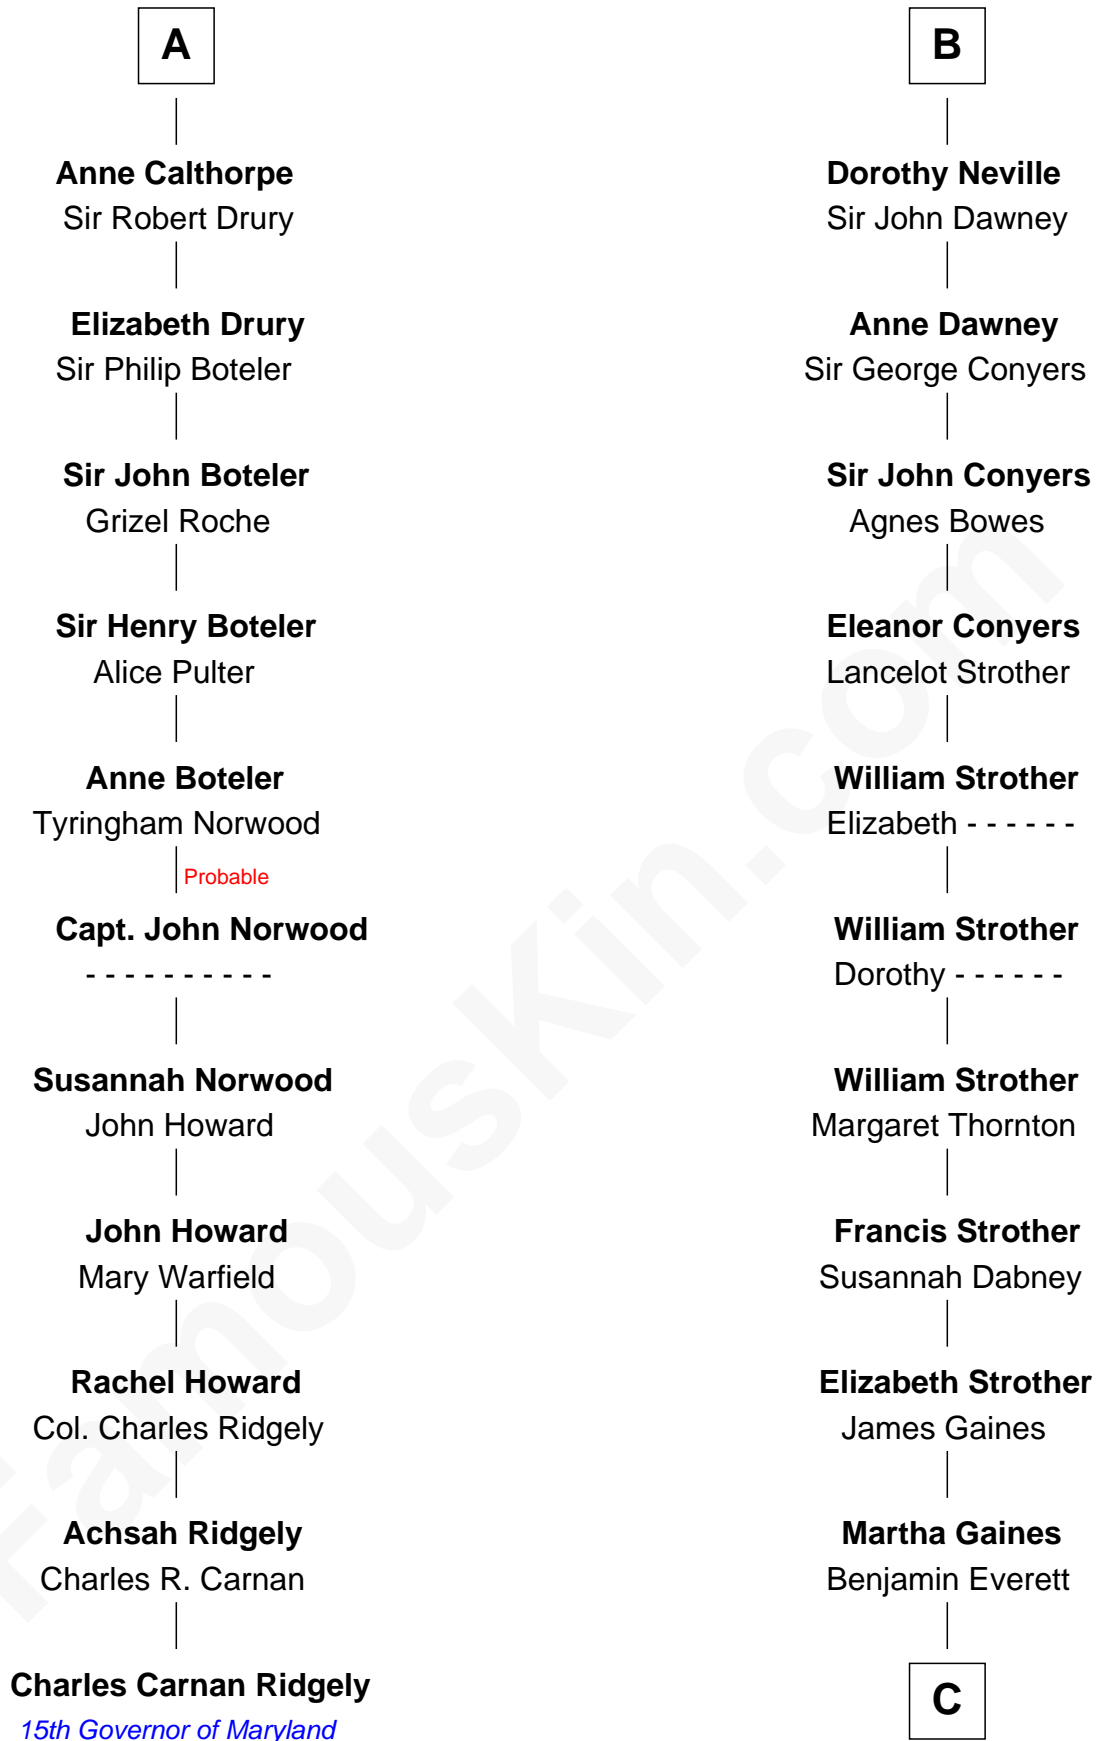 A
Anne Calthorpe
Sir Robert Drury
Elizabeth Drury
Sir Philip Boteler
Sir John Boteler
Grizel Roche
Sir Henry Boteler
Alice Pulter
Anne Boteler
Tyringham Norwood
Probable
Capt. John Norwood
- - - - - - - - - -
Susannah Norwood
John Howard
John Howard
Mary Warfield
Rachel Howard
Col. Charles Ridgely
Achsah Ridgely
Charles R. Carnan
Charles Carnan Ridgely
15th Governor of Maryland
B
Dorothy Neville
Sir John Dawney
Anne Dawney
Sir George Conyers
Sir John Conyers
Agnes Bowes
Eleanor Conyers
Lancelot Strother
William Strother
Elizabeth - - - - - -
William Strother
Dorothy - - - - - -
William Strother
Margaret Thornton
Francis Strother
Susannah Dabney
Elizabeth Strother
James Gaines
Martha Gaines
Benjamin Everett
C
FamousKin.com